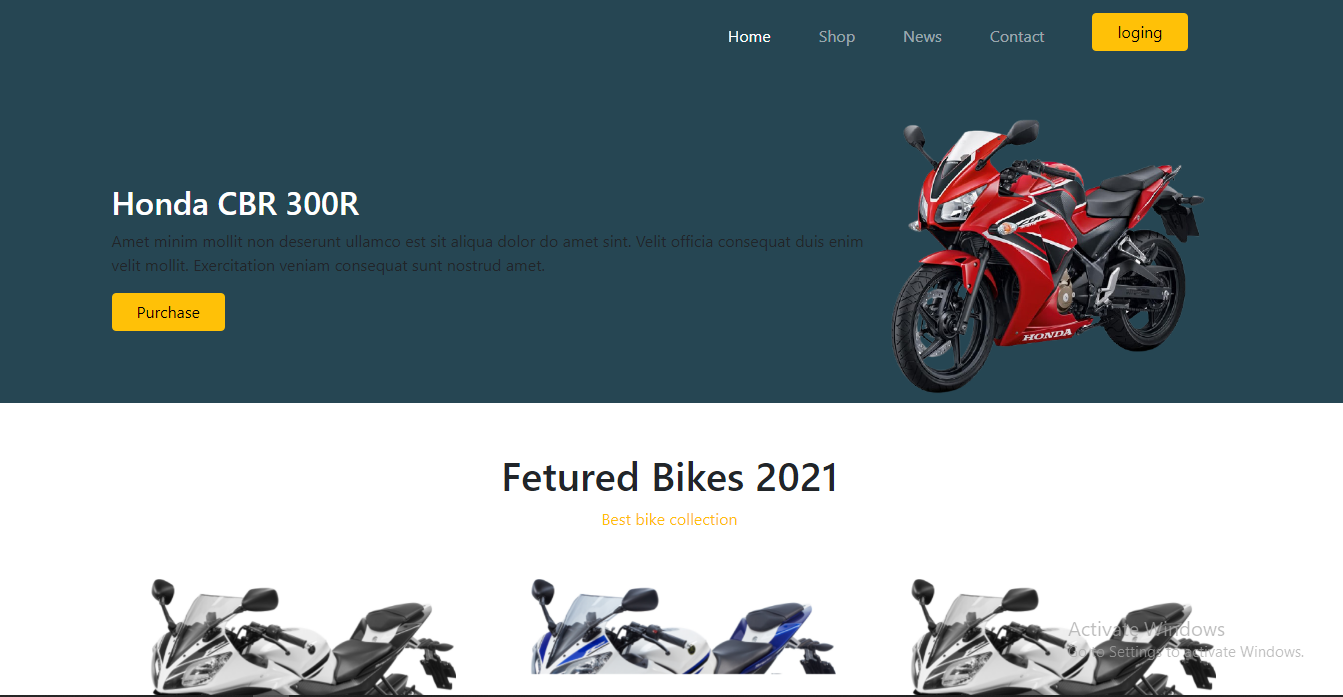 Home Shop News Contact loging
Honda CBR 300R
Amet minim mollit non deserunt ullamco est sit aliqua dolor do amet sint. Velit officia consequat duis enim
velit mollit. Exercitation veniam consequat sunt nostrud amet.
Purchase
CBR
HONDA
Fetured Bikes 2021
Best bike collection
Activate Windows
Go to Settings to activate Windows.